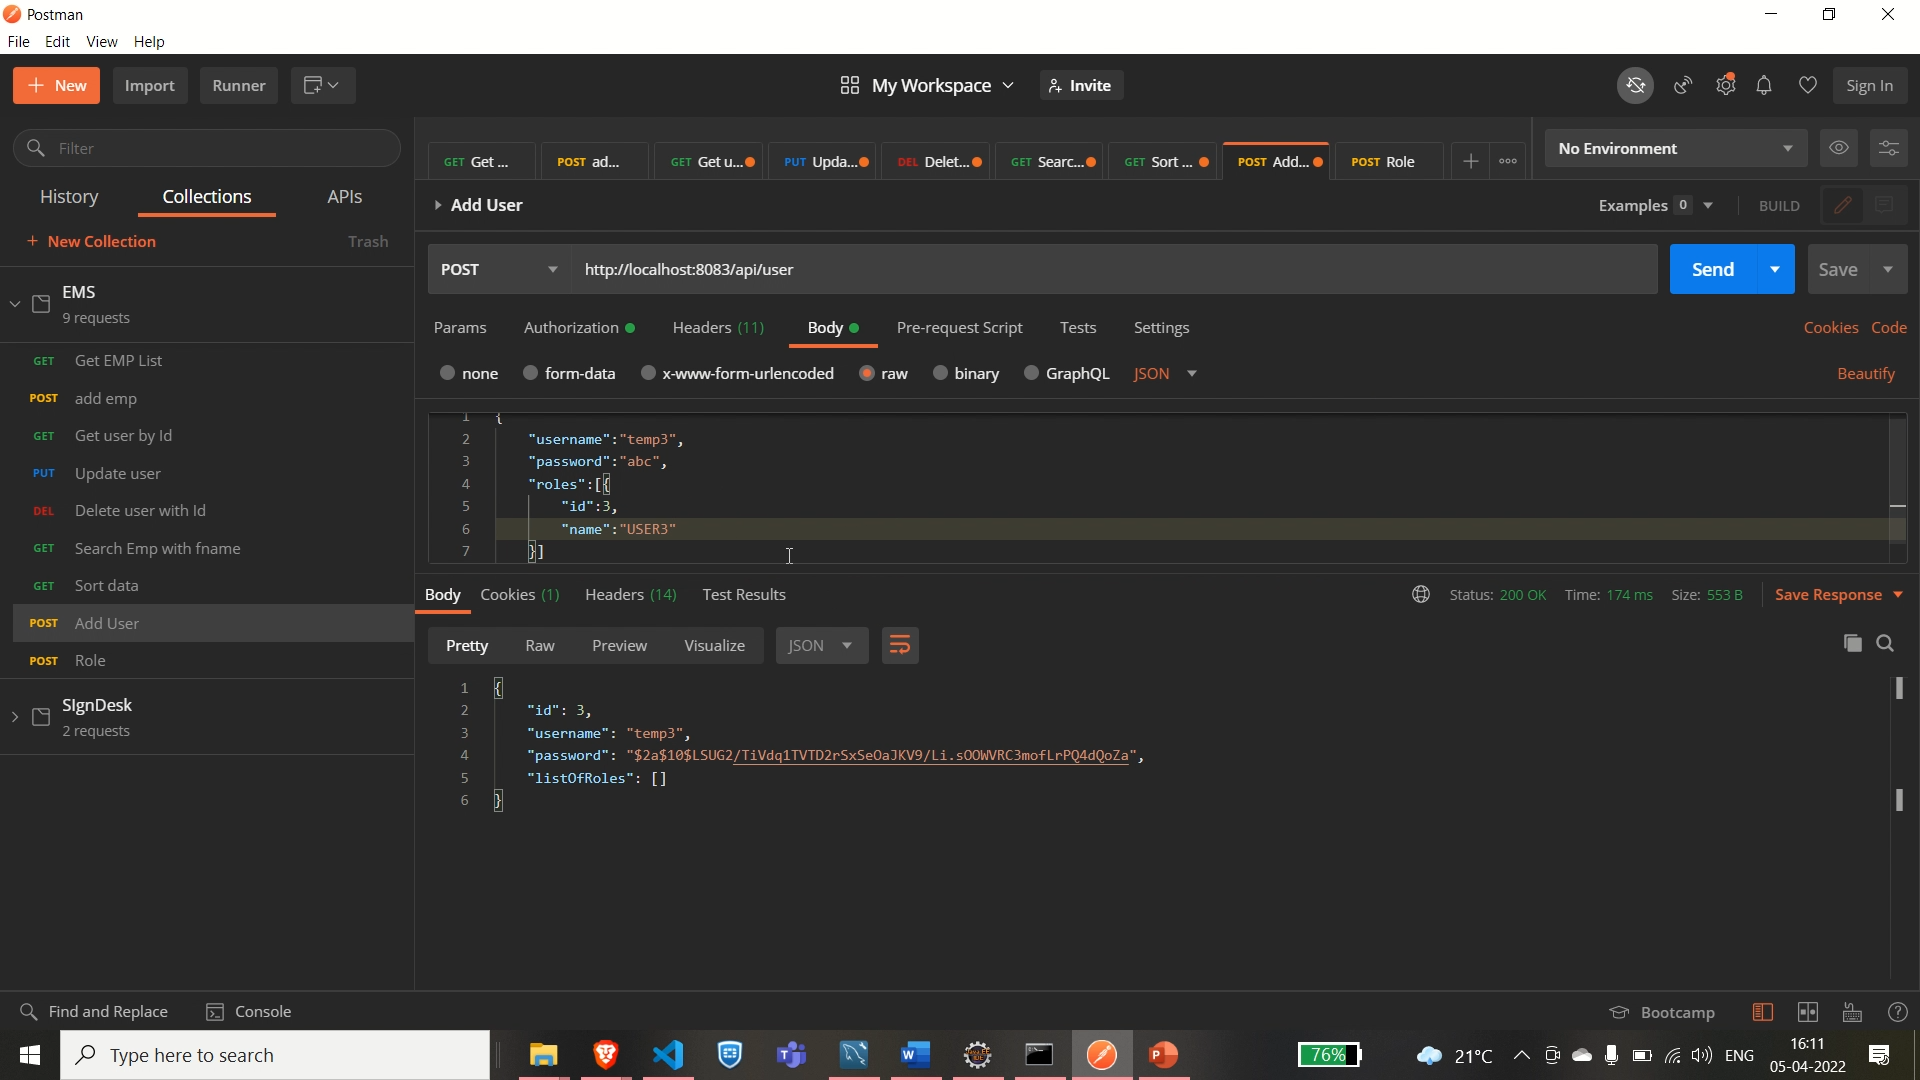 Postman
File Edit View Help
New Import Runner
My Workspace Invite
Sign In
Filter
GET Get ... POST ad... GET Get u... PUT Upda... DEL Delet... GET Searc... GET Sort ... POST Add... POST Role
No Environment
History Collections APIs
Add User
Examples 0 BUILD
+ New Collection Trash
POST http://localhost:8083/api/user Send Save
EMS
9 requests
Params Authorization Headers (11) Body Pre-request Script Tests Settings Cookies Code
GET Get EMP List
none form-data x-www-form-urlencoded raw binary GraphQL JSON Beautify
POST add emp
GET Get user by Id
PUT Update user
DEL Delete user with Id
GET Search Emp with fname
GET Sort data
POST Add User
POST Role
SIgnDesk
2 requests
1 {
2 "username":"temp3",
3 "password":"abc",
4 "roles":[{
5 "id":3,
6 "name":"USER3"
7 }]
Body Cookies (1) Headers (14) Test Results Status: 200 OK Time: 174 ms Size: 553 B Save Response
Pretty Raw Preview Visualize JSON
1 {
2 "id": 3,
3 "username": "temp3",
4 "password": "$2a$10$LSUG2/TiVdq1TVTD2rSxSeOaJKV9/Li.sOOWVRC3mofLrPQ4dQoZa",
5 "listOfRoles": []
6 }
Find and Replace Console Bootcamp
Type here to search
76% 21°C ENG
16:11
05-04-2022